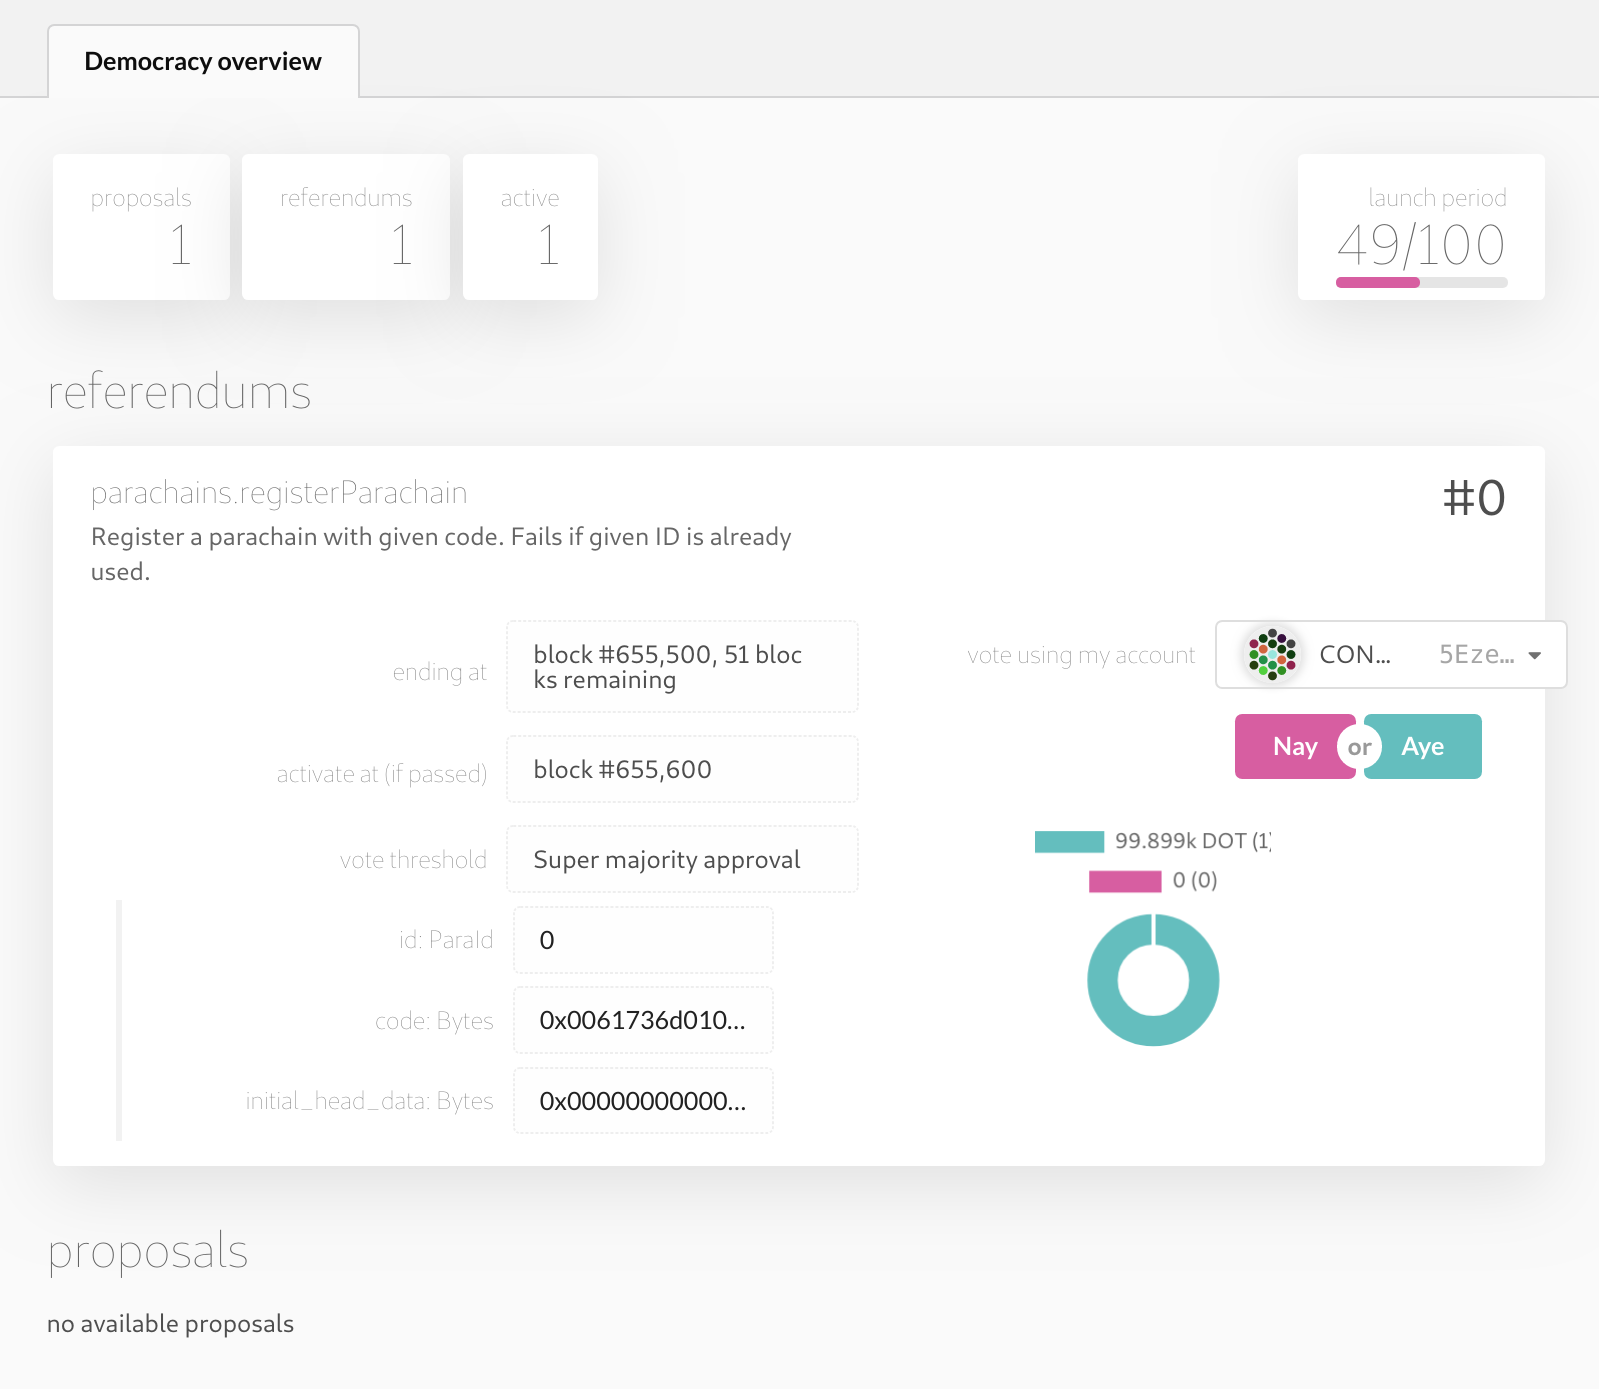 Democracy overview
proposals
1
referendums
1
active
1
launch period
49/100
referendums
parachains.registerParachain
#0
Register a parachain with given code. Fails if given ID is already
used.
ending at
block #655,500, 51 bloc
ks remaining
activate at (if passed)
block #655,600
vote threshold
Super majority approval
id: ParaId
0
code: Bytes
0x0061736d010...
initial_head_data: Bytes
0x00000000000...
vote using my account
CON...
5Eze...
Nay or Aye
99.899k DOT (1)
0 (0)
proposals
no available proposals